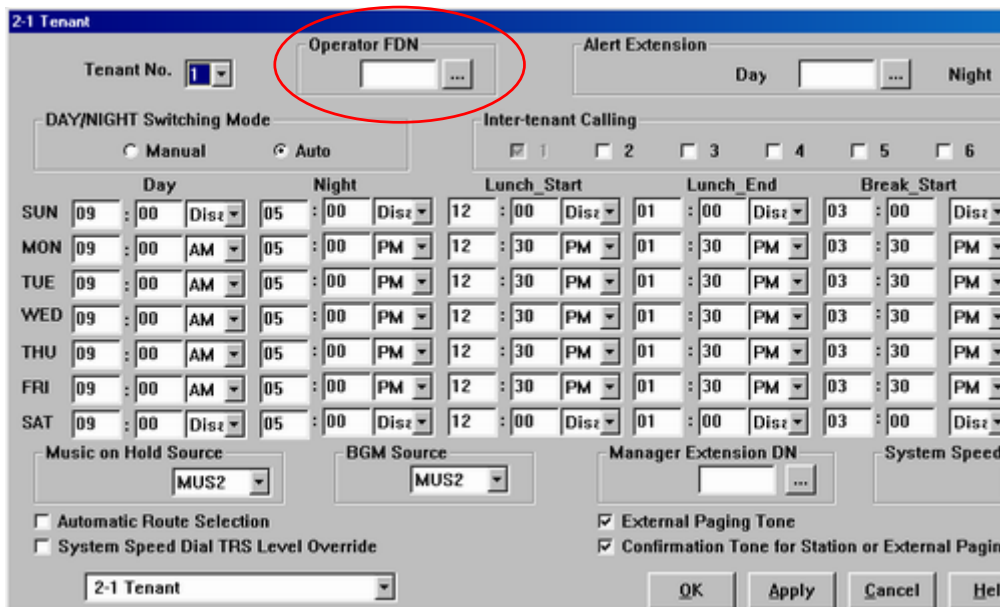 2-1 Tenant
Operator FDN Alert Extension
Tenant No. 1 ... Day ... Night
DAY/NIGHT Switching Mode Inter-tenant Calling
Manual Auto 1 2 3 4 5 6
Day Night Lunch_Start Lunch_End Break_Start
SUN 09 : 00 Disa 05 : 00 Disa 12 : 00 Disa 01 : 00 Disa 03 : 00 Disa
MON 09 : 00 AM 05 : 00 PM 12 : 30 PM 01 : 30 PM 03 : 30 PM
TUE 09 : 00 AM 05 : 00 PM 12 : 30 PM 01 : 30 PM 03 : 30 PM
WED 09 : 00 AM 05 : 00 PM 12 : 30 PM 01 : 30 PM 03 : 30 PM
THU 09 : 00 AM 05 : 00 PM 12 : 30 PM 01 : 30 PM 03 : 30 PM
FRI 09 : 00 AM 05 : 00 PM 12 : 30 PM 01 : 30 PM 03 : 30 PM
SAT 09 : 00 Disa 05 : 00 Disa 12 : 00 Disa 01 : 00 Disa 03 : 00 Disa
Music on Hold Source BGM Source Manager Extension DN System Speed
MUS2 MUS2 ...
Automatic Route Selection External Paging Tone
System Speed Dial TRS Level Override Confirmation Tone for Station or External Pagin
2-1 Tenant OK Apply Cancel Hel